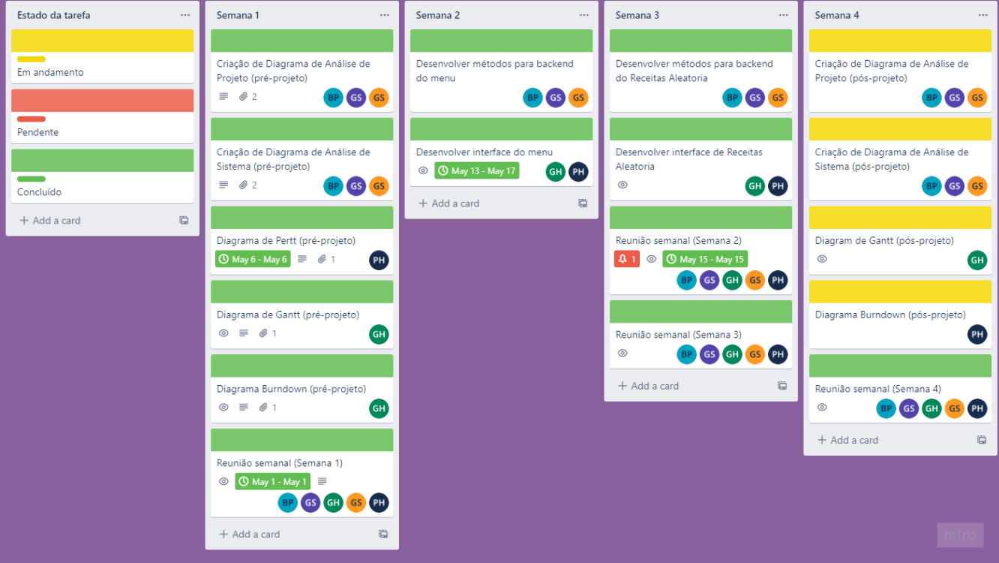 Estado da tarefa
Em andamento
Pendente
Concluído
+ Add a card
Semana 1
Criação de Diagrama de Análise de
Projeto (pré-projeto)
2
BP GS GS
Criação de Diagrama de Análise de
Sistema (pré-projeto)
2
BP GS GS
Diagrama de Pertt (pré-projeto)
May 6 - May 6 1
PH
Diagrama de Gantt (pré-projeto)
1
GH
Diagrama Burndown (pré-projeto)
1
GH
Reunião semanal (Semana 1)
May 1 - May 1
BP GS GH GS PH
+ Add a card
Semana 2
Desenvolver métodos para backend
do menu
BP GS GS
Desenvolver interface do menu
May 13 - May 17
GH PH
+ Add a card
Semana 3
Desenvolver métodos para backend
do Receitas Aleatoria
BP GS GS
Desenvolver interface de Receitas
Aleatoria
GH PH
Reunião semanal (Semana 2)
1 May 15 - May 15
BP GS GH GS PH
Reunião semanal (Semana 3)
BP GS GH GS PH
+ Add a card
Semana 4
Criação de Diagrama de Análise de
Projeto (pós-projeto)
BP GS GS
Criação de Diagrama de Análise de
Sistema (pós-projeto)
BP GS GS
Diagram de Gantt (pós-projeto)
GH
Diagrama Burndown (pós-projeto)
PH
Reunião semanal (Semana 4)
BP GS GH GS PH
+ Add a card
miro